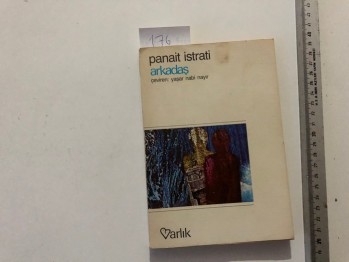 176
panait istrati
arkadaş
çeviren: yaşar nabi nayır
varlık